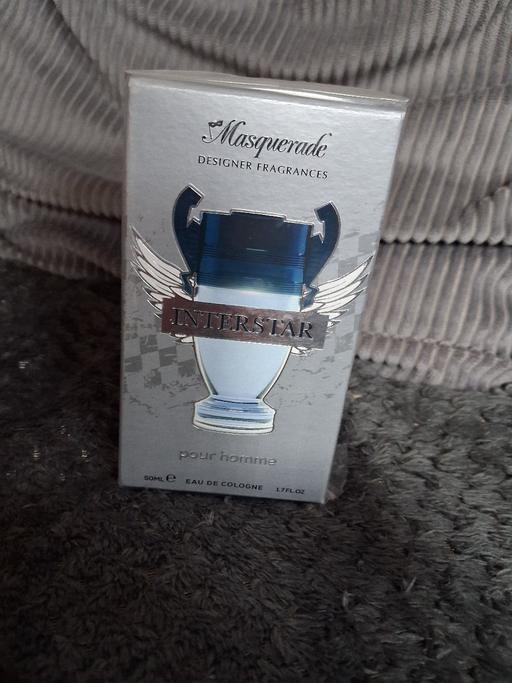 Masquerade
DESIGNER FRAGRANCES
INTERSTAR
pour homme
50ML ℮ EAU DE COLOGNE 1.7FL.OZ